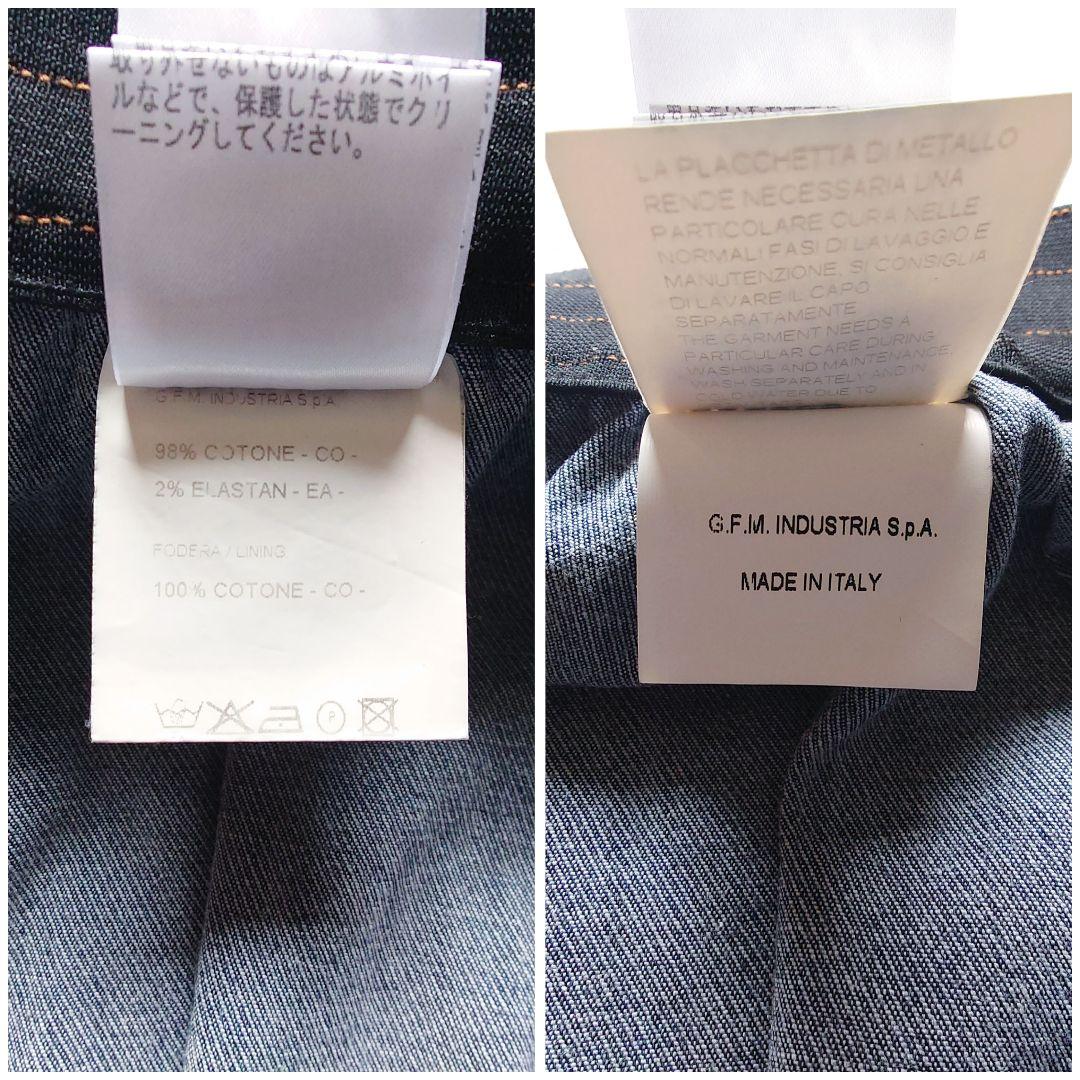 取り外せないものはアルミホイ
ルなどで、保護した状態でクリ
ーニングしてください。
G.F.M. INDUSTRIA S.p.A.
98% COTONE - CO -
2% ELASTAN - EA -
FODERA / LINING
100% COTONE - CO -
P
LA PLACCHETTA DI METALLO
RENDE NECESSARIA UNA
PARTICOLARE CURA NELLE
NORMALI FASI DI LAVAGGIO E
MANUTENZIONE, SI CONSIGLIA
DI LAVARE IL CAPO
SEPARATAMENTE
THE GARMENT NEEDS A
PARTICULAR CARE DURING
WASHING AND MAINTENANCE,
WASH SEPARATELY AND IN
COLD WATER DUE TO
G.F.M. INDUSTRIA S.p.A.
MADE IN ITALY